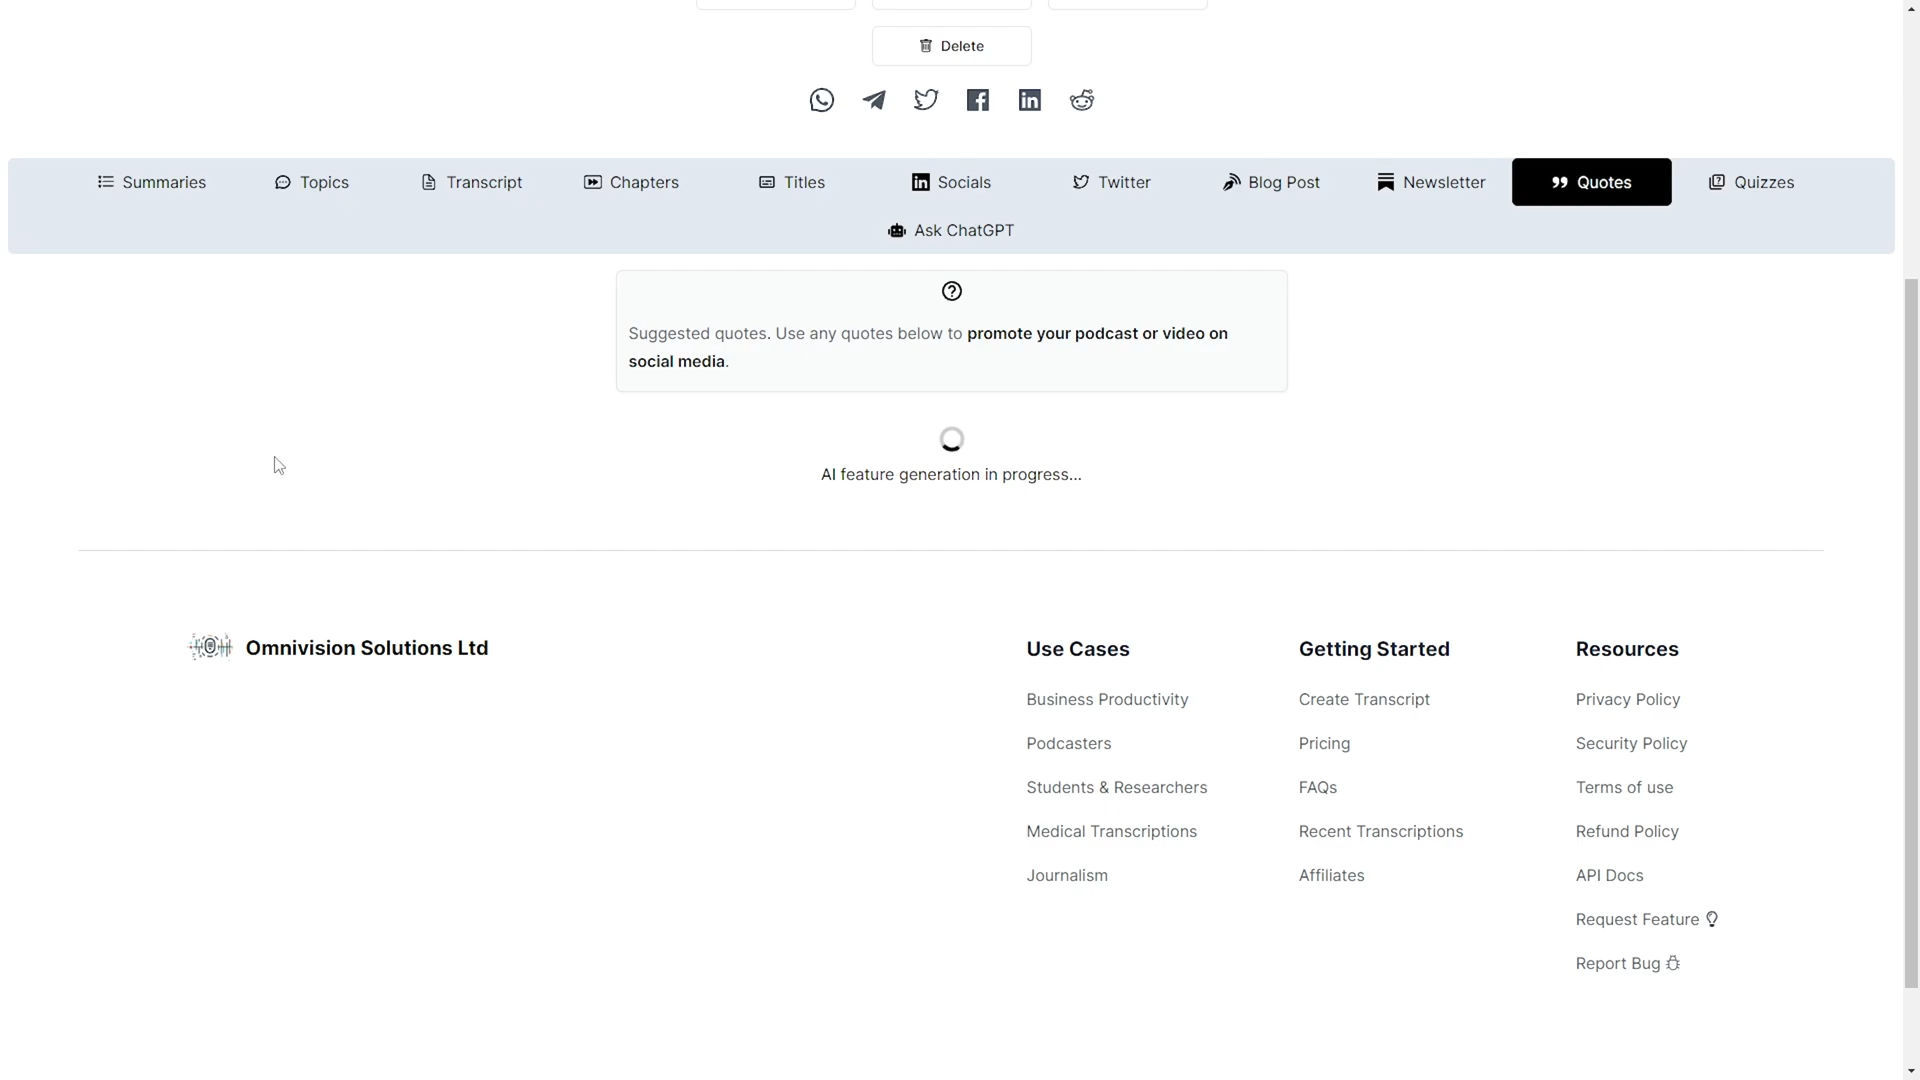 Delete
Summaries Topics Transcript Chapters Titles Socials Twitter Blog Post Newsletter Quotes Quizzes
Ask ChatGPT
Suggested quotes. Use any quotes below to promote your podcast or video on
social media.
AI feature generation in progress...
Omnivision Solutions Ltd
Use Cases
Business Productivity
Podcasters
Students & Researchers
Medical Transcriptions
Journalism
Getting Started
Create Transcript
Pricing
FAQs
Recent Transcriptions
Affiliates
Resources
Privacy Policy
Security Policy
Terms of use
Refund Policy
API Docs
Request Feature
Report Bug